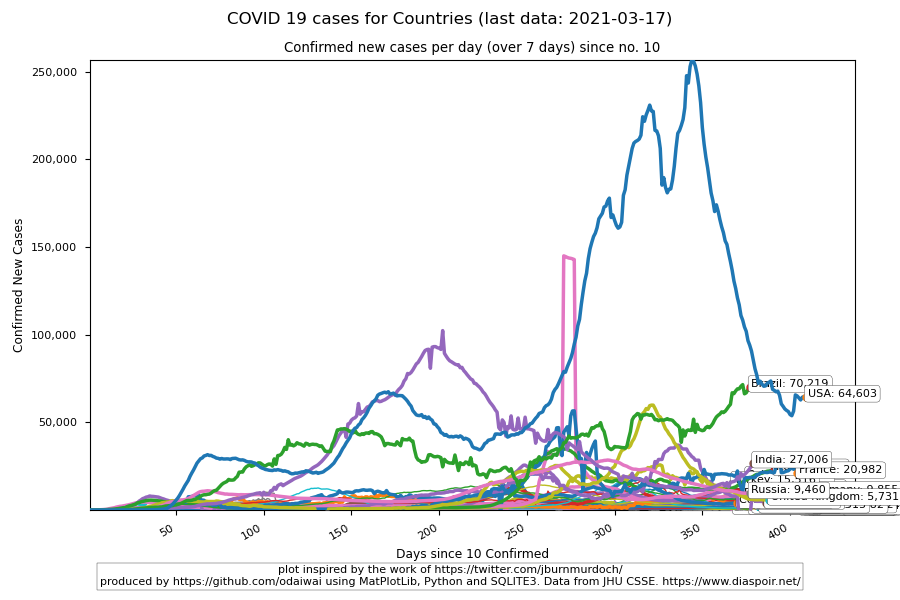 COVID 19 cases for Countries (last data: 2021-03-17)
Confirmed new cases per day (over 7 days) since no. 10
250,000
200,000
150,000
100,000
50,000
Confirmed New Cases
Brazil: 70,219
USA: 64,603
India: 27,006
France: 20,982
Russia: 9,460
Kingdom: 5,731
50
100
150
200
250
300
350
400
Days since 10 Confirmed
plot inspired by the work of https://twitter.com/jburnmurdoch/
produced by https://github.com/odaiwai using MatPlotLib, Python and SQLITE3. Data from JHU CSSE. https://www.diaspoir.net/